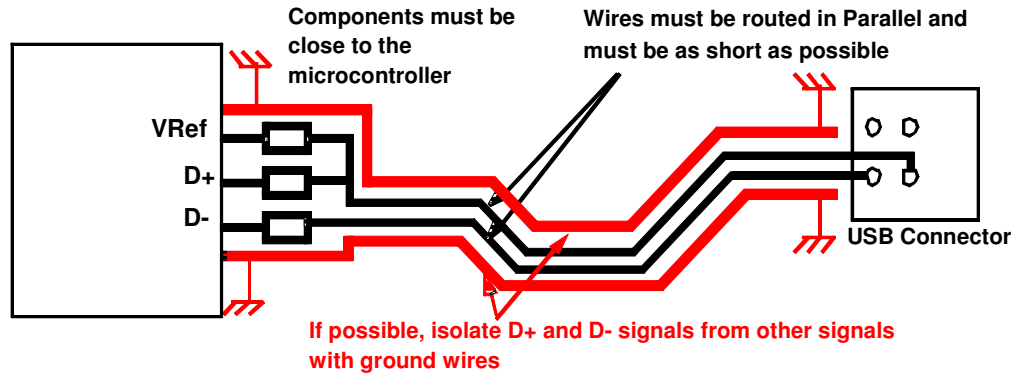 Components must be
close to the
microcontroller
Wires must be routed in Parallel and
must be as short as possible
VRef
D+
D-
USB Connector
If possible, isolate D+ and D- signals from other signals
with ground wires